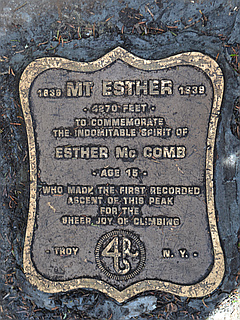 1839 MT ESTHER 1939
· 4270 FEET ·
TO COMMEMORATE
THE INDOMITABLE SPIRIT OF
ESTHER Mc COMB
· AGE 15 ·
WHO MADE THE FIRST RECORDED
ASCENT OF THIS PEAK
FOR THE
SHEER JOY OF CLIMBING
· TROY · N. Y. ·